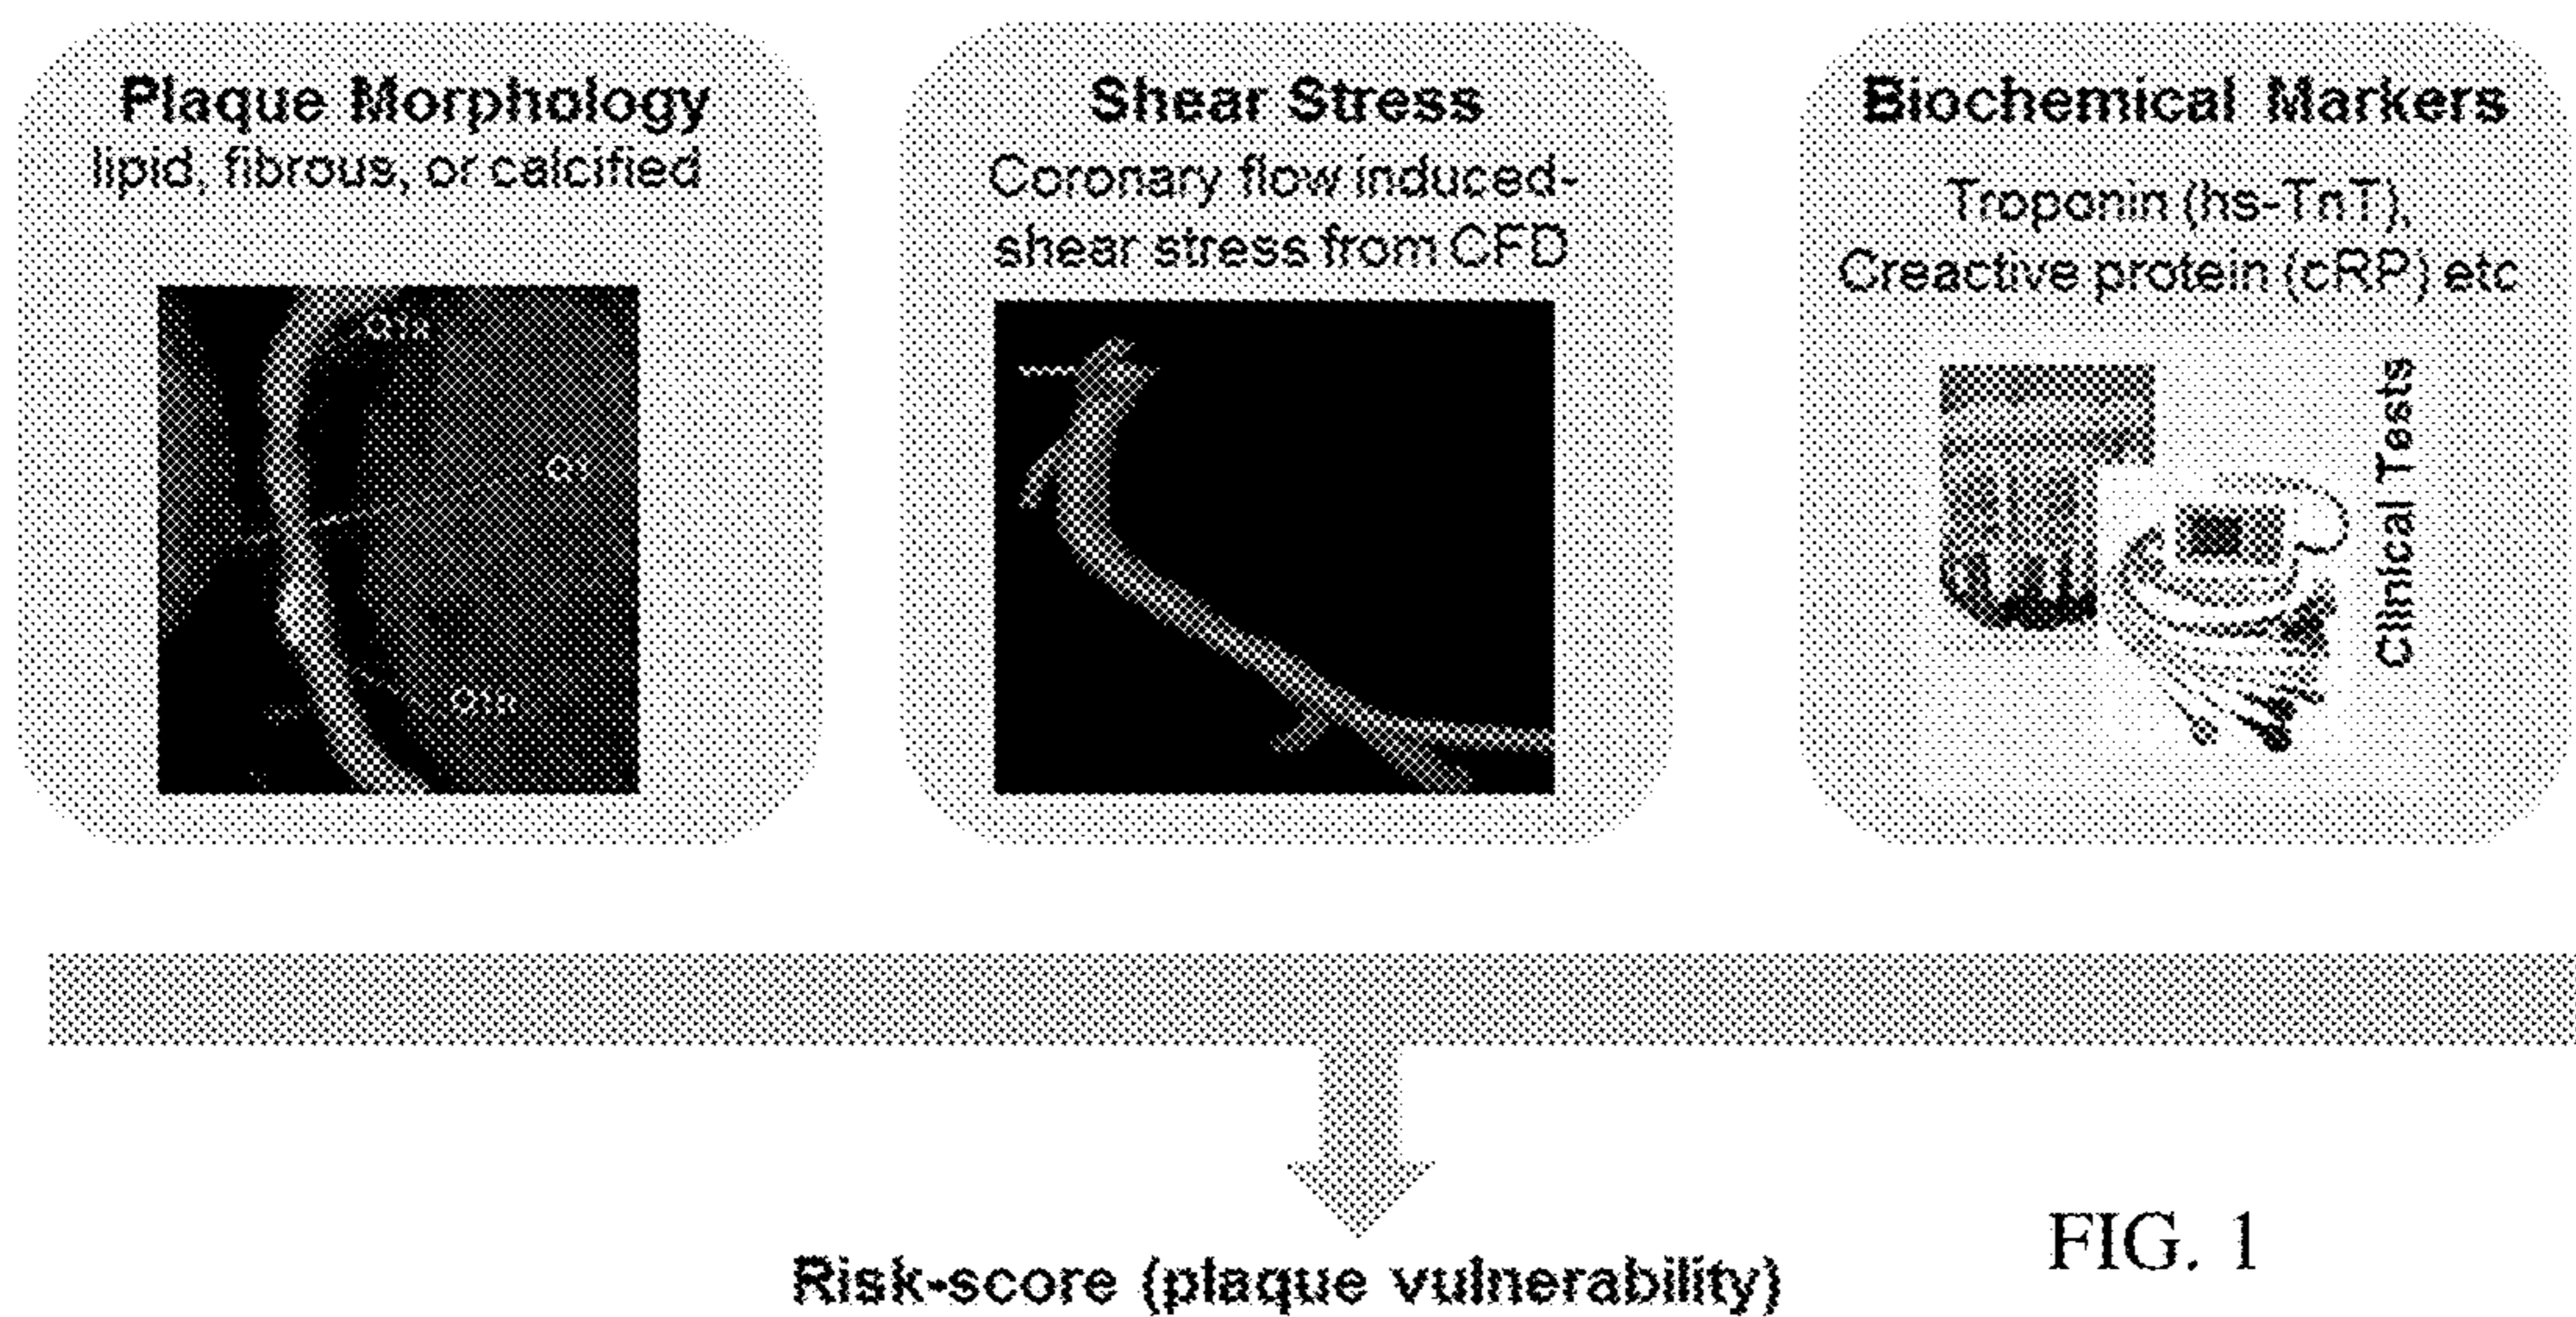 Plaque Morphology
lipid, fibrous, or calcified
Shear Stress
Coronary flow induced-
shear stress from CFD
Biochemical Markers
Troponin (hs-TnT),
Creactive protein (cRP) etc
Clinical Tests
Risk-score (plaque vulnerability)
FIG. 1